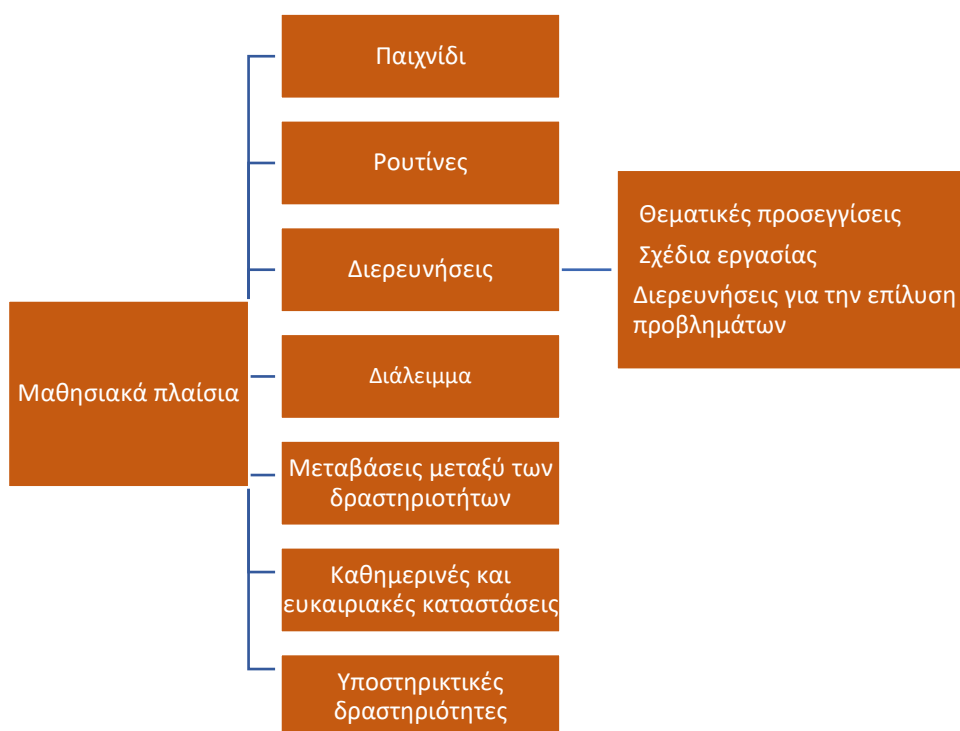 Παιχνίδι
Ρουτίνες
Διερευνήσεις
Θεματικές προσεγγίσεις
Σχέδια εργασίας
Διερευνήσεις για την επίλυση
προβλημάτων
Μαθησιακά πλαίσια
Διάλειμμα
Μεταβάσεις μεταξύ των
δραστηριοτήτων
Καθημερινές και
ευκαιριακές καταστάσεις
Υποστηρικτικές
δραστηριότητες